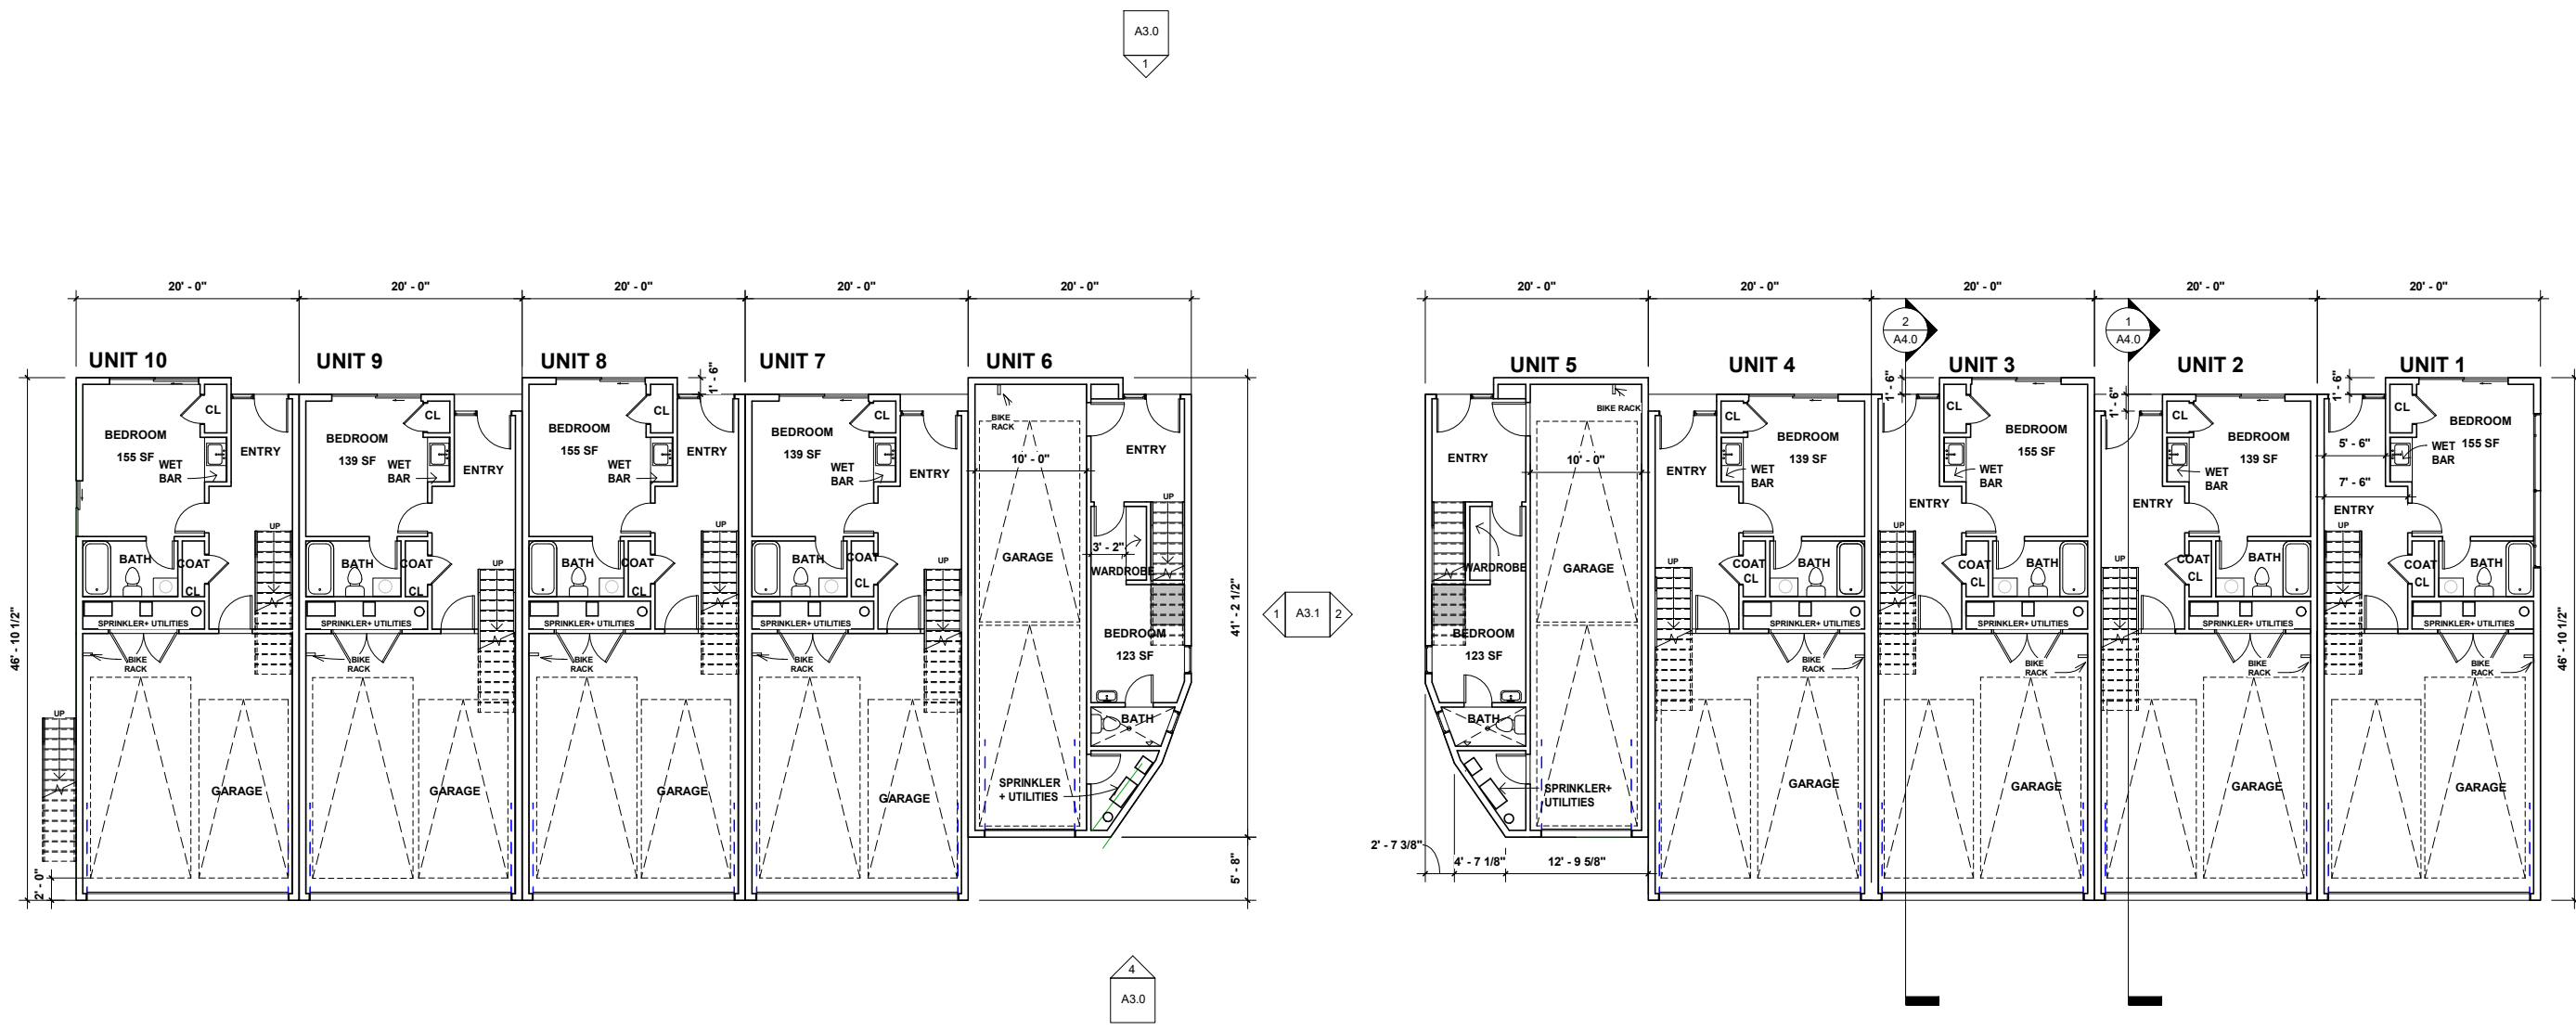 A3.0
1
20' - 0"
20' - 0"
20' - 0"
20' - 0"
20' - 0"
20' - 0"
20' - 0"
20' - 0"
20' - 0"
20' - 0"
2
A4.0
1
A4.0
UNIT 10
UNIT 9
UNIT 8
UNIT 7
UNIT 6
UNIT 5
UNIT 4
UNIT 3
UNIT 2
UNIT 1
46' - 10 1/2"
2' - 0"
BEDROOM
155 SF
CL
WET
BAR
ENTRY
UP
BATH
COAT
CL
SPRINKLER+ UTILITIES
BIKE
RACK
UP
GARAGE
BEDROOM
139 SF
CL
WET
BAR
ENTRY
UP
BATH
COAT
CL
SPRINKLER+ UTILITIES
BIKE
RACK
GARAGE
1' - 6"
BEDROOM
155 SF
CL
WET
BAR
ENTRY
UP
BATH
COAT
CL
SPRINKLER+ UTILITIES
BIKE
RACK
GARAGE
BEDROOM
139 SF
CL
WET
BAR
ENTRY
UP
BATH
COAT
CL
SPRINKLER+ UTILITIES
BIKE
RACK
GARAGE
BIKE
RACK
10' - 0"
ENTRY
UP
GARAGE
3' - 2"
WARDROBE
BEDROOM
123 SF
BATH
SPRINKLER
+ UTILITIES
41' - 2 1/2"
5' - 8"
1
A3.1
2
BIKE RACK
10' - 0"
ENTRY
WARDROBE
GARAGE
BEDROOM
123 SF
BATH
SPRINKLER+
UTILITIES
2' - 7 3/8"
4' - 7 1/8"
12' - 9 5/8"
CL
BEDROOM
139 SF
WET
BAR
ENTRY
UP
COAT
CL
BATH
SPRINKLER+ UTILITIES
BIKE
RACK
GARAGE
1' - 6"
CL
BEDROOM
155 SF
WET
BAR
ENTRY
UP
COAT
CL
BATH
SPRINKLER+ UTILITIES
BIKE
RACK
GARAGE
1' - 6"
CL
BEDROOM
139 SF
WET
BAR
ENTRY
UP
COAT
CL
BATH
SPRINKLER+ UTILITIES
BIKE
RACK
GARAGE
1' - 6"
CL
BEDROOM
155 SF
5' - 6"
WET
BAR
7' - 6"
ENTRY
UP
COAT
CL
BATH
SPRINKLER+ UTILITIES
BIKE
RACK
GARAGE
46' - 10 1/2"
4
A3.0